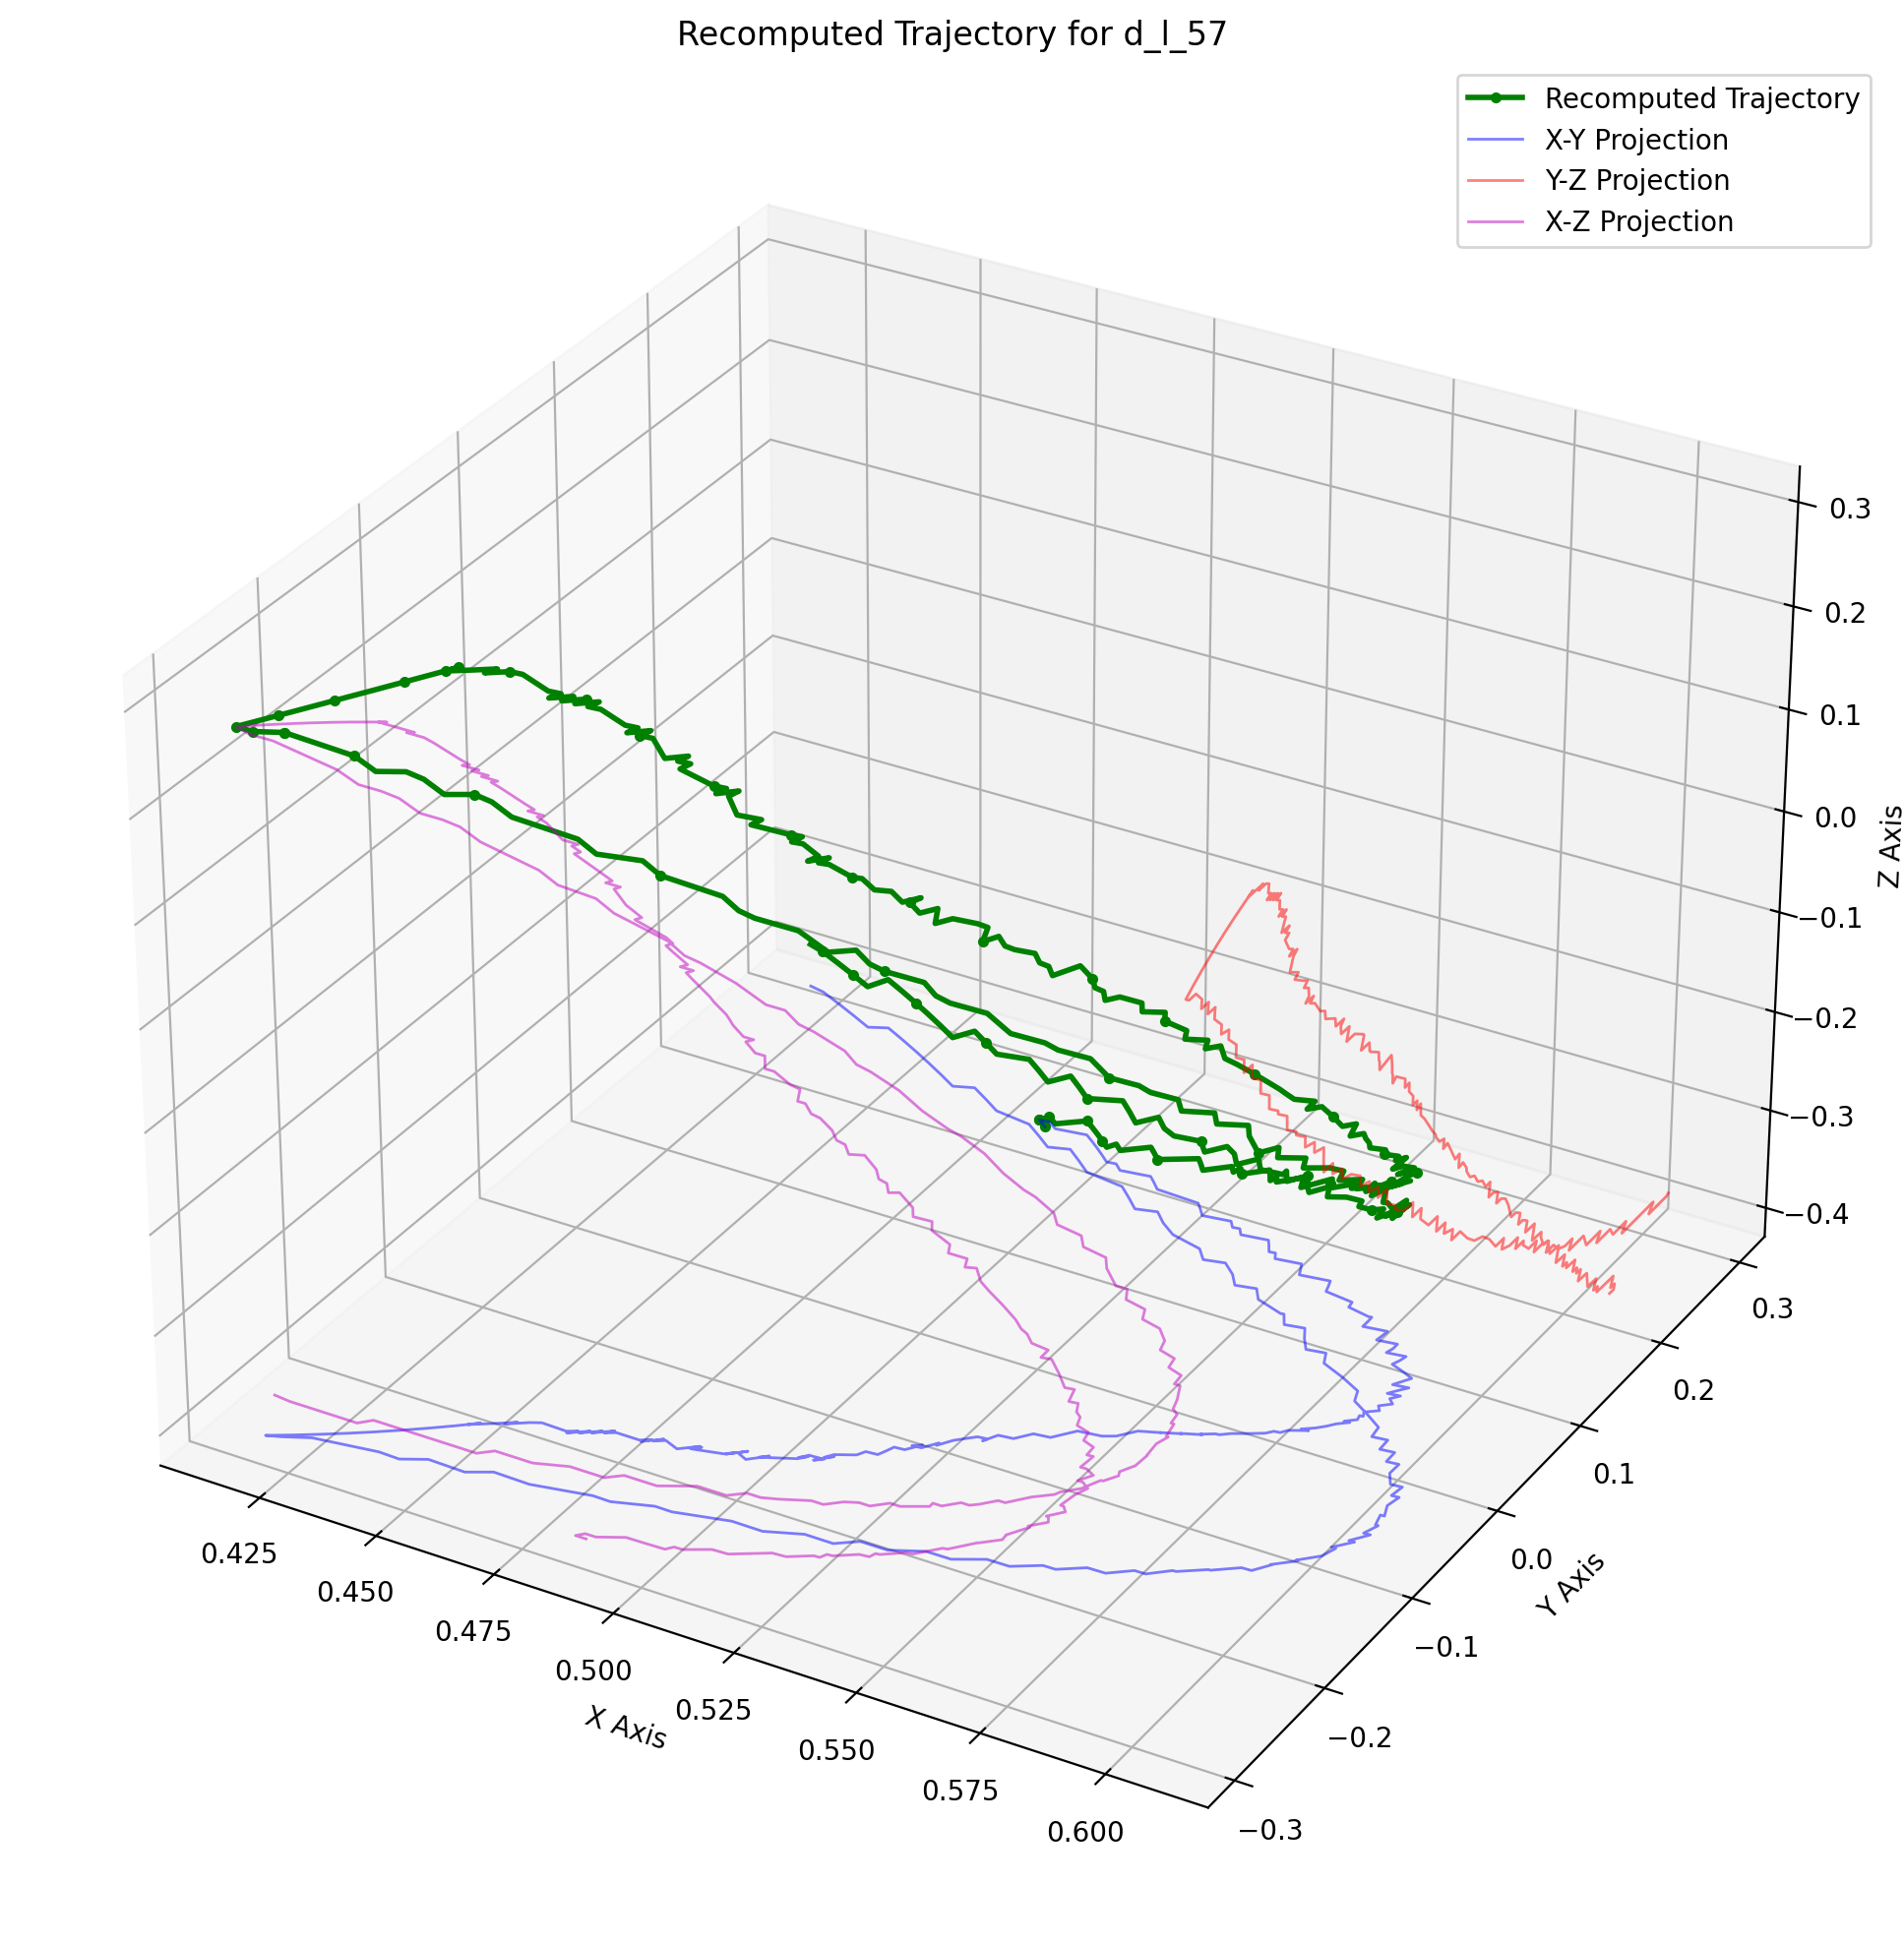 Recomputed Trajectory for d_l_57
Recomputed Trajectory
X-Y Projection
Y-Z Projection
X-Z Projection
0.3
0.2
0.1
0.0
−0.1
−0.2
−0.3
−0.4
Z Axis
0.3
0.2
0.1
0.0
−0.1
−0.2
−0.3
Y Axis
0.425
0.450
0.475
0.500
0.525
0.550
0.575
0.600
X Axis